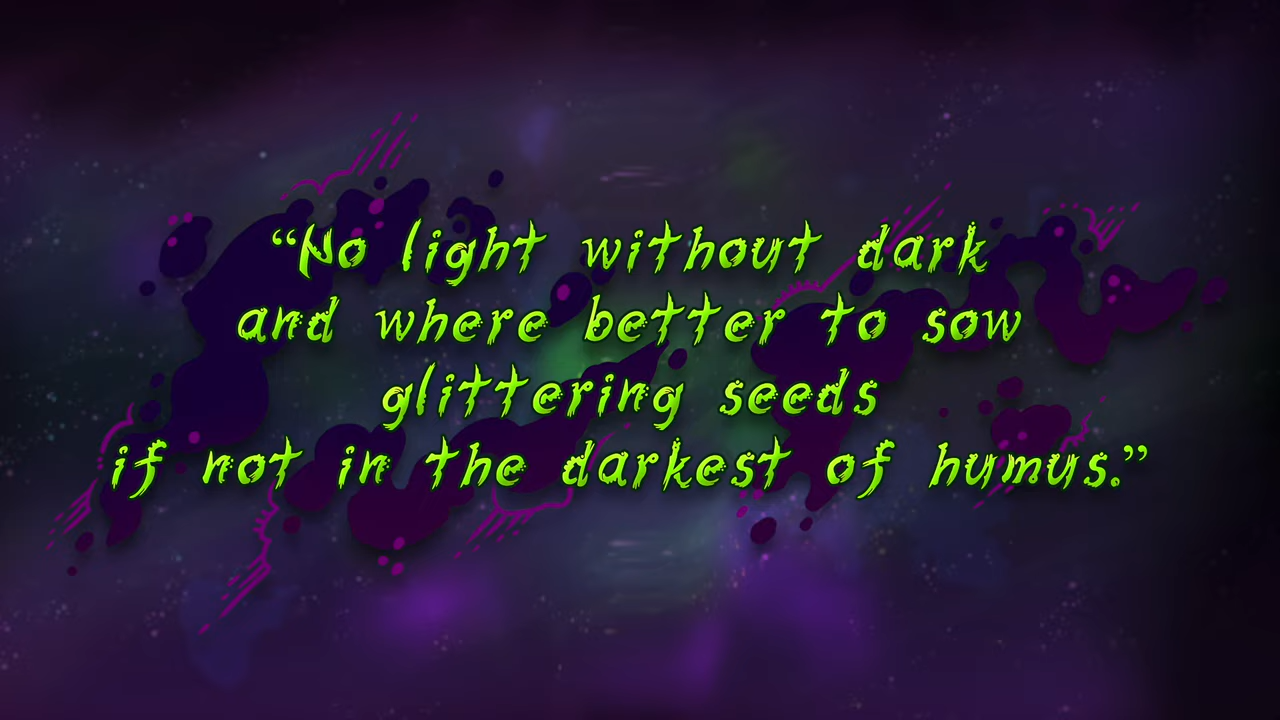 “No light without dark
and where better to sow
glittering seeds
if not in the darkest of humus.”